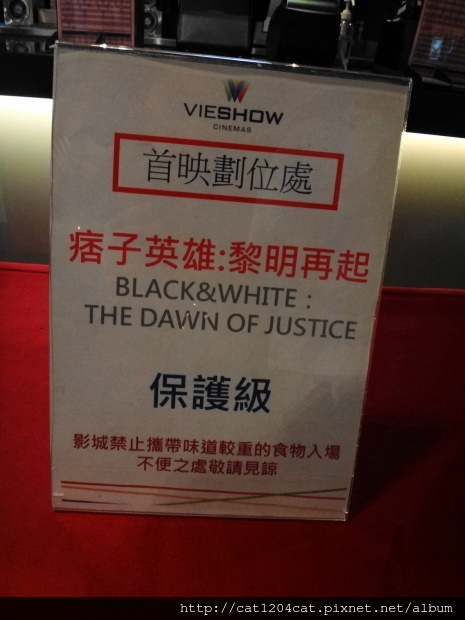 VIESHOW
CINEMAS
首映劃位處
痞子英雄:黎明再起
BLACK&WHITE :
THE DAWN OF JUSTICE
保護級
影城禁止攜帶味道較重的食物入場
不便之處敬請見諒
http://cat1204cat.pixnet.net/album